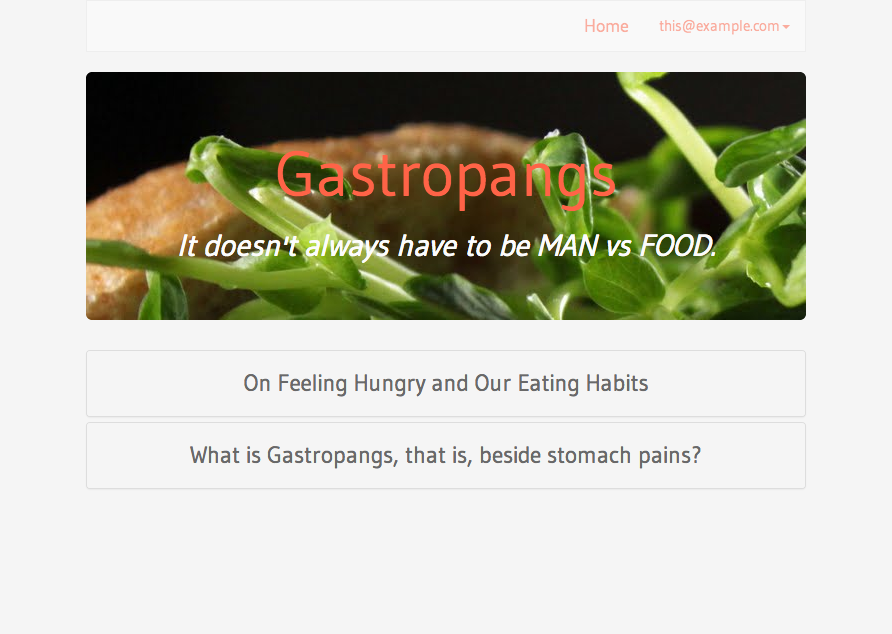 Home this@example.com
Gastropangs
It doesn't always have to be MAN vs FOOD.
On Feeling Hungry and Our Eating Habits
What is Gastropangs, that is, beside stomach pains?